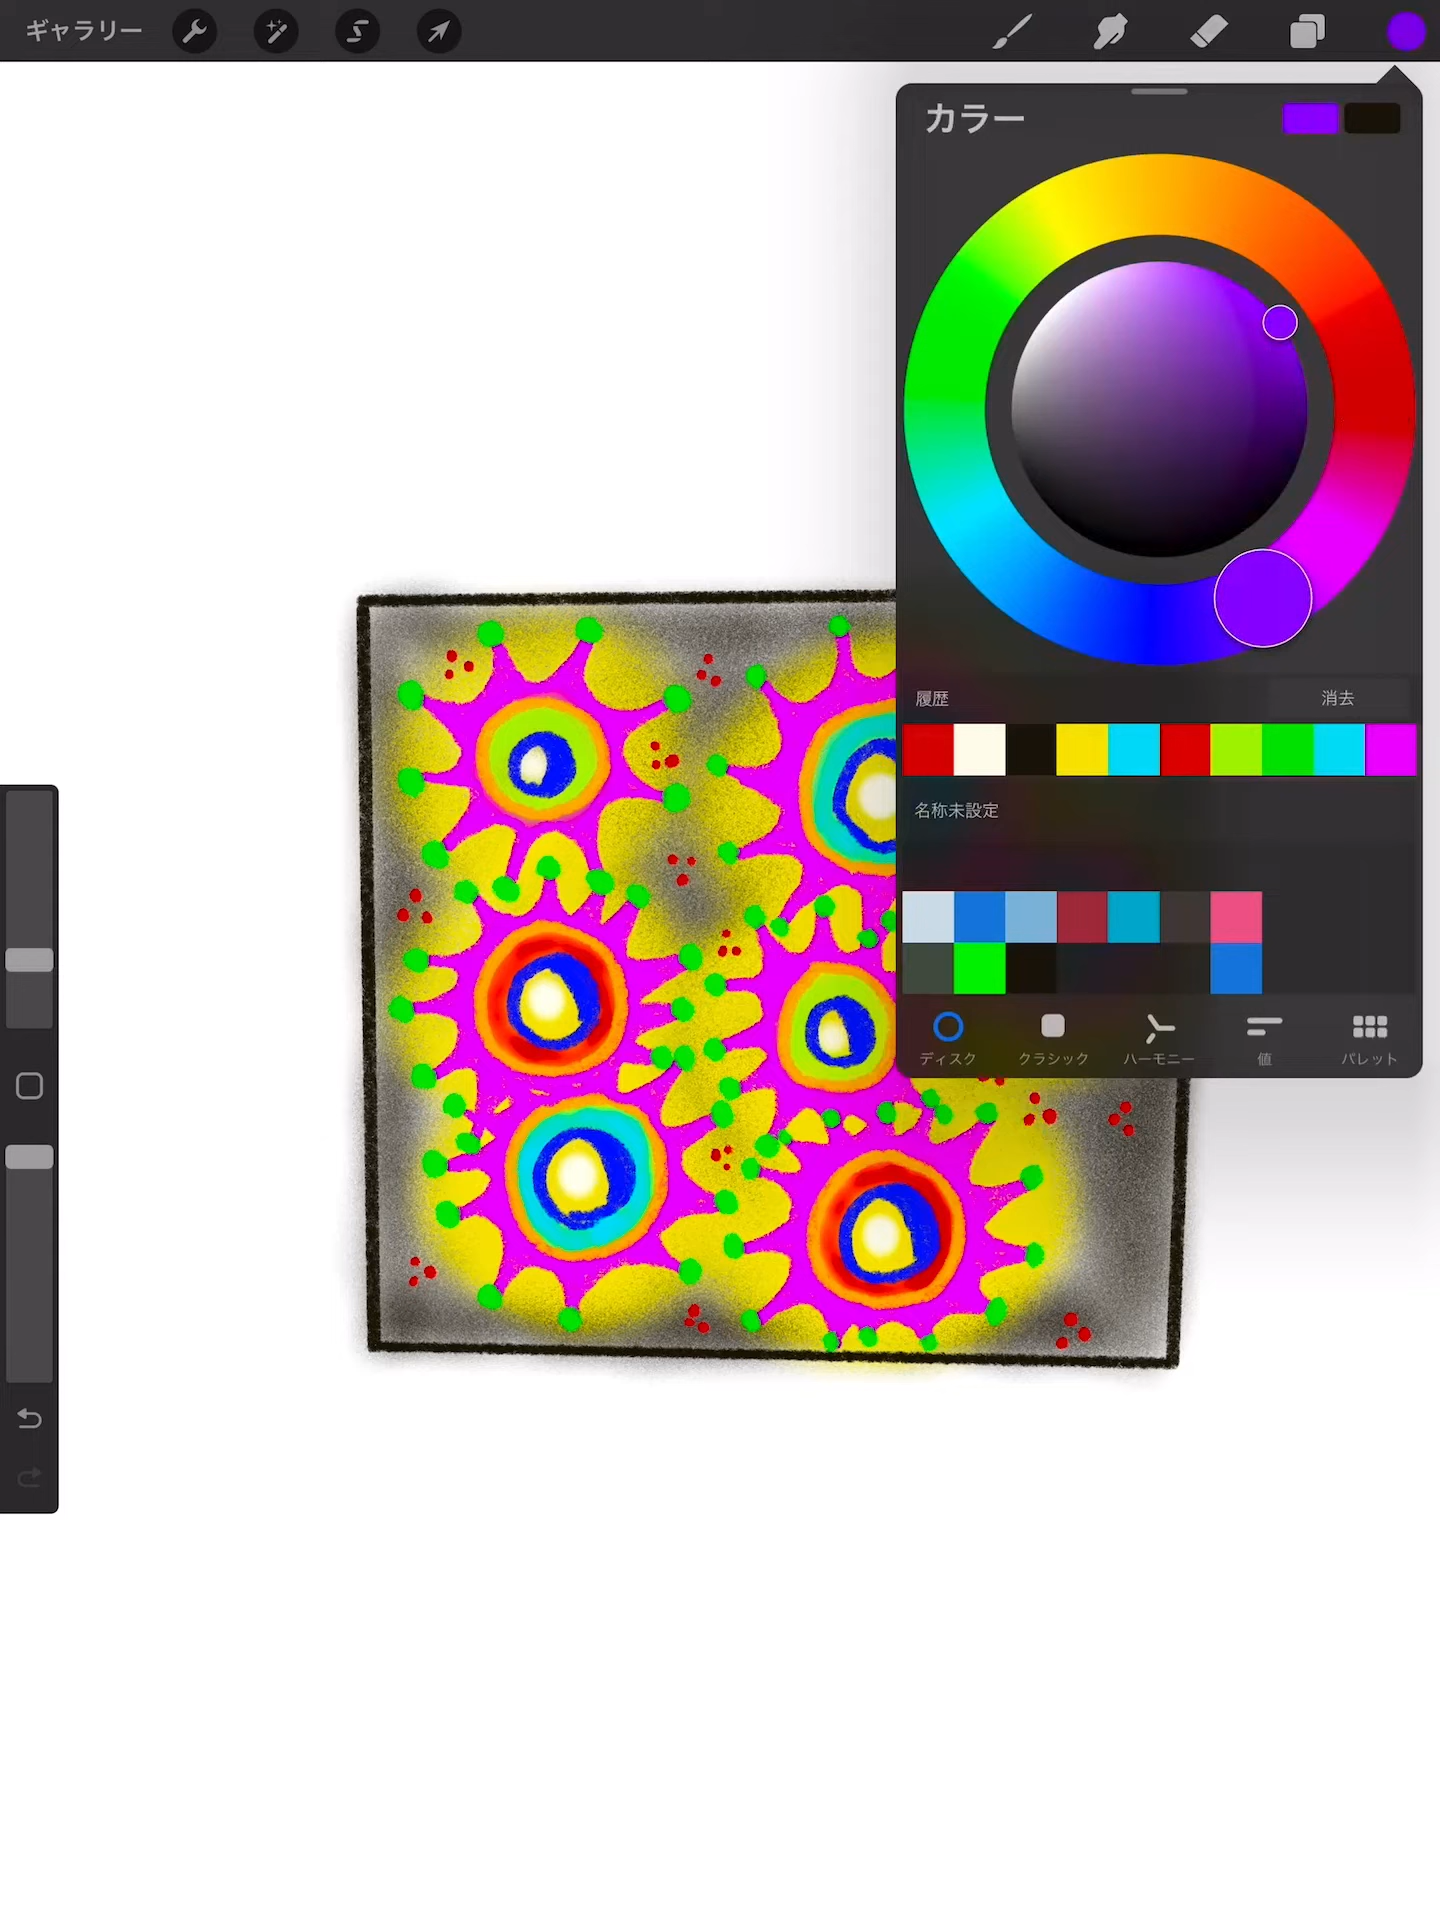 ギャラリー
カラー
履歴
消去
名称未設定
ディスク
クラシック
ハーモニー
値
パレット